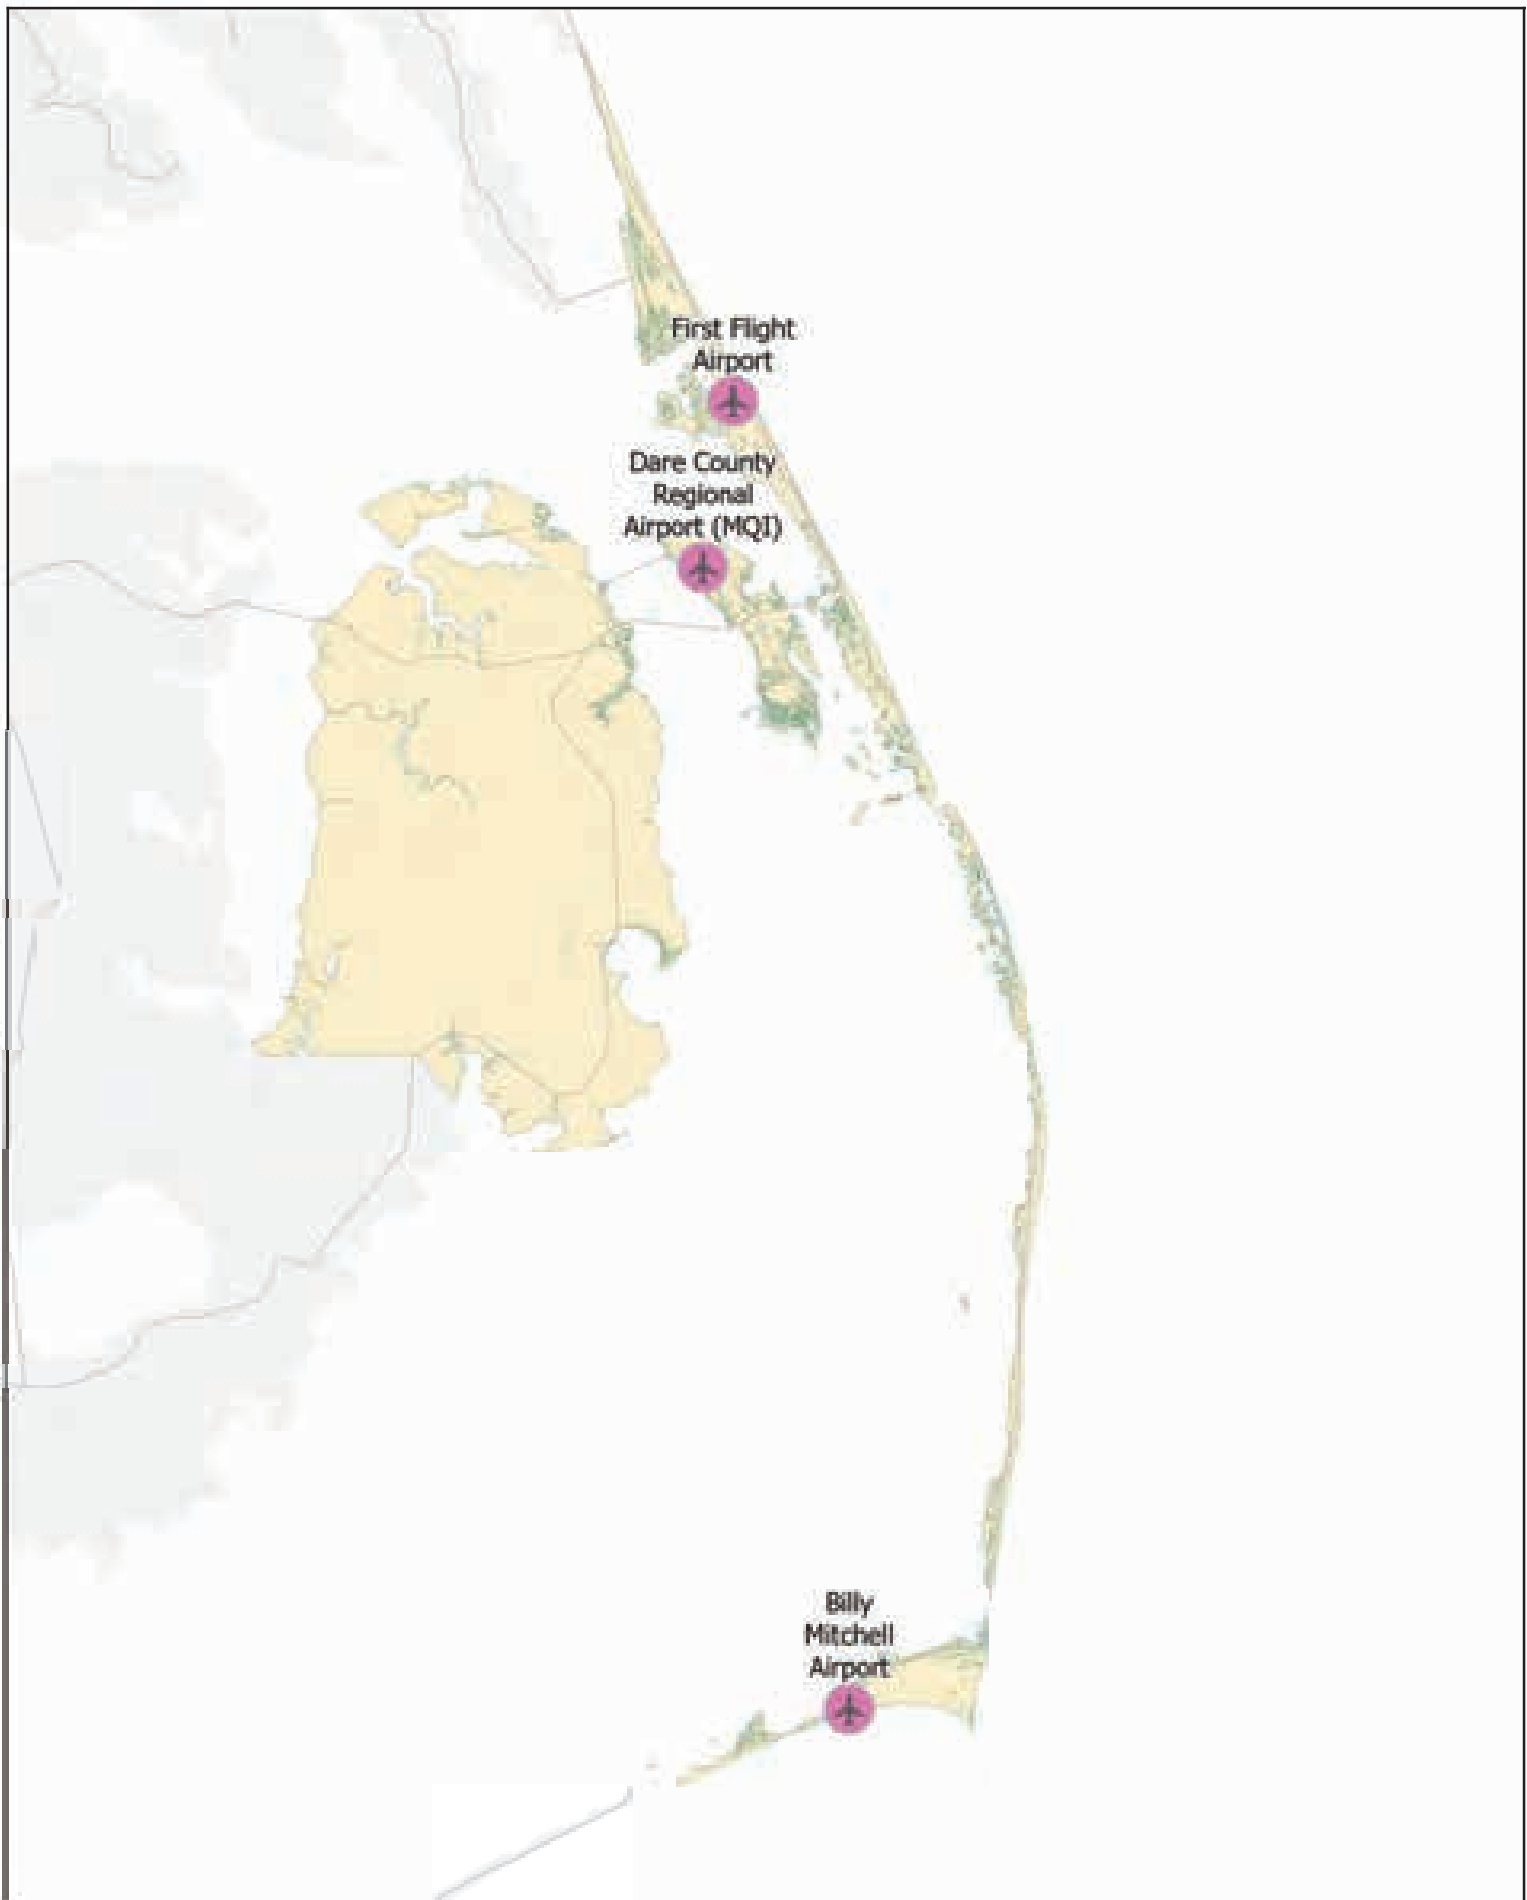 First Flight
Airport
Dare County
Regional
Airport (MQI)
Billy
Mitchell
Airport